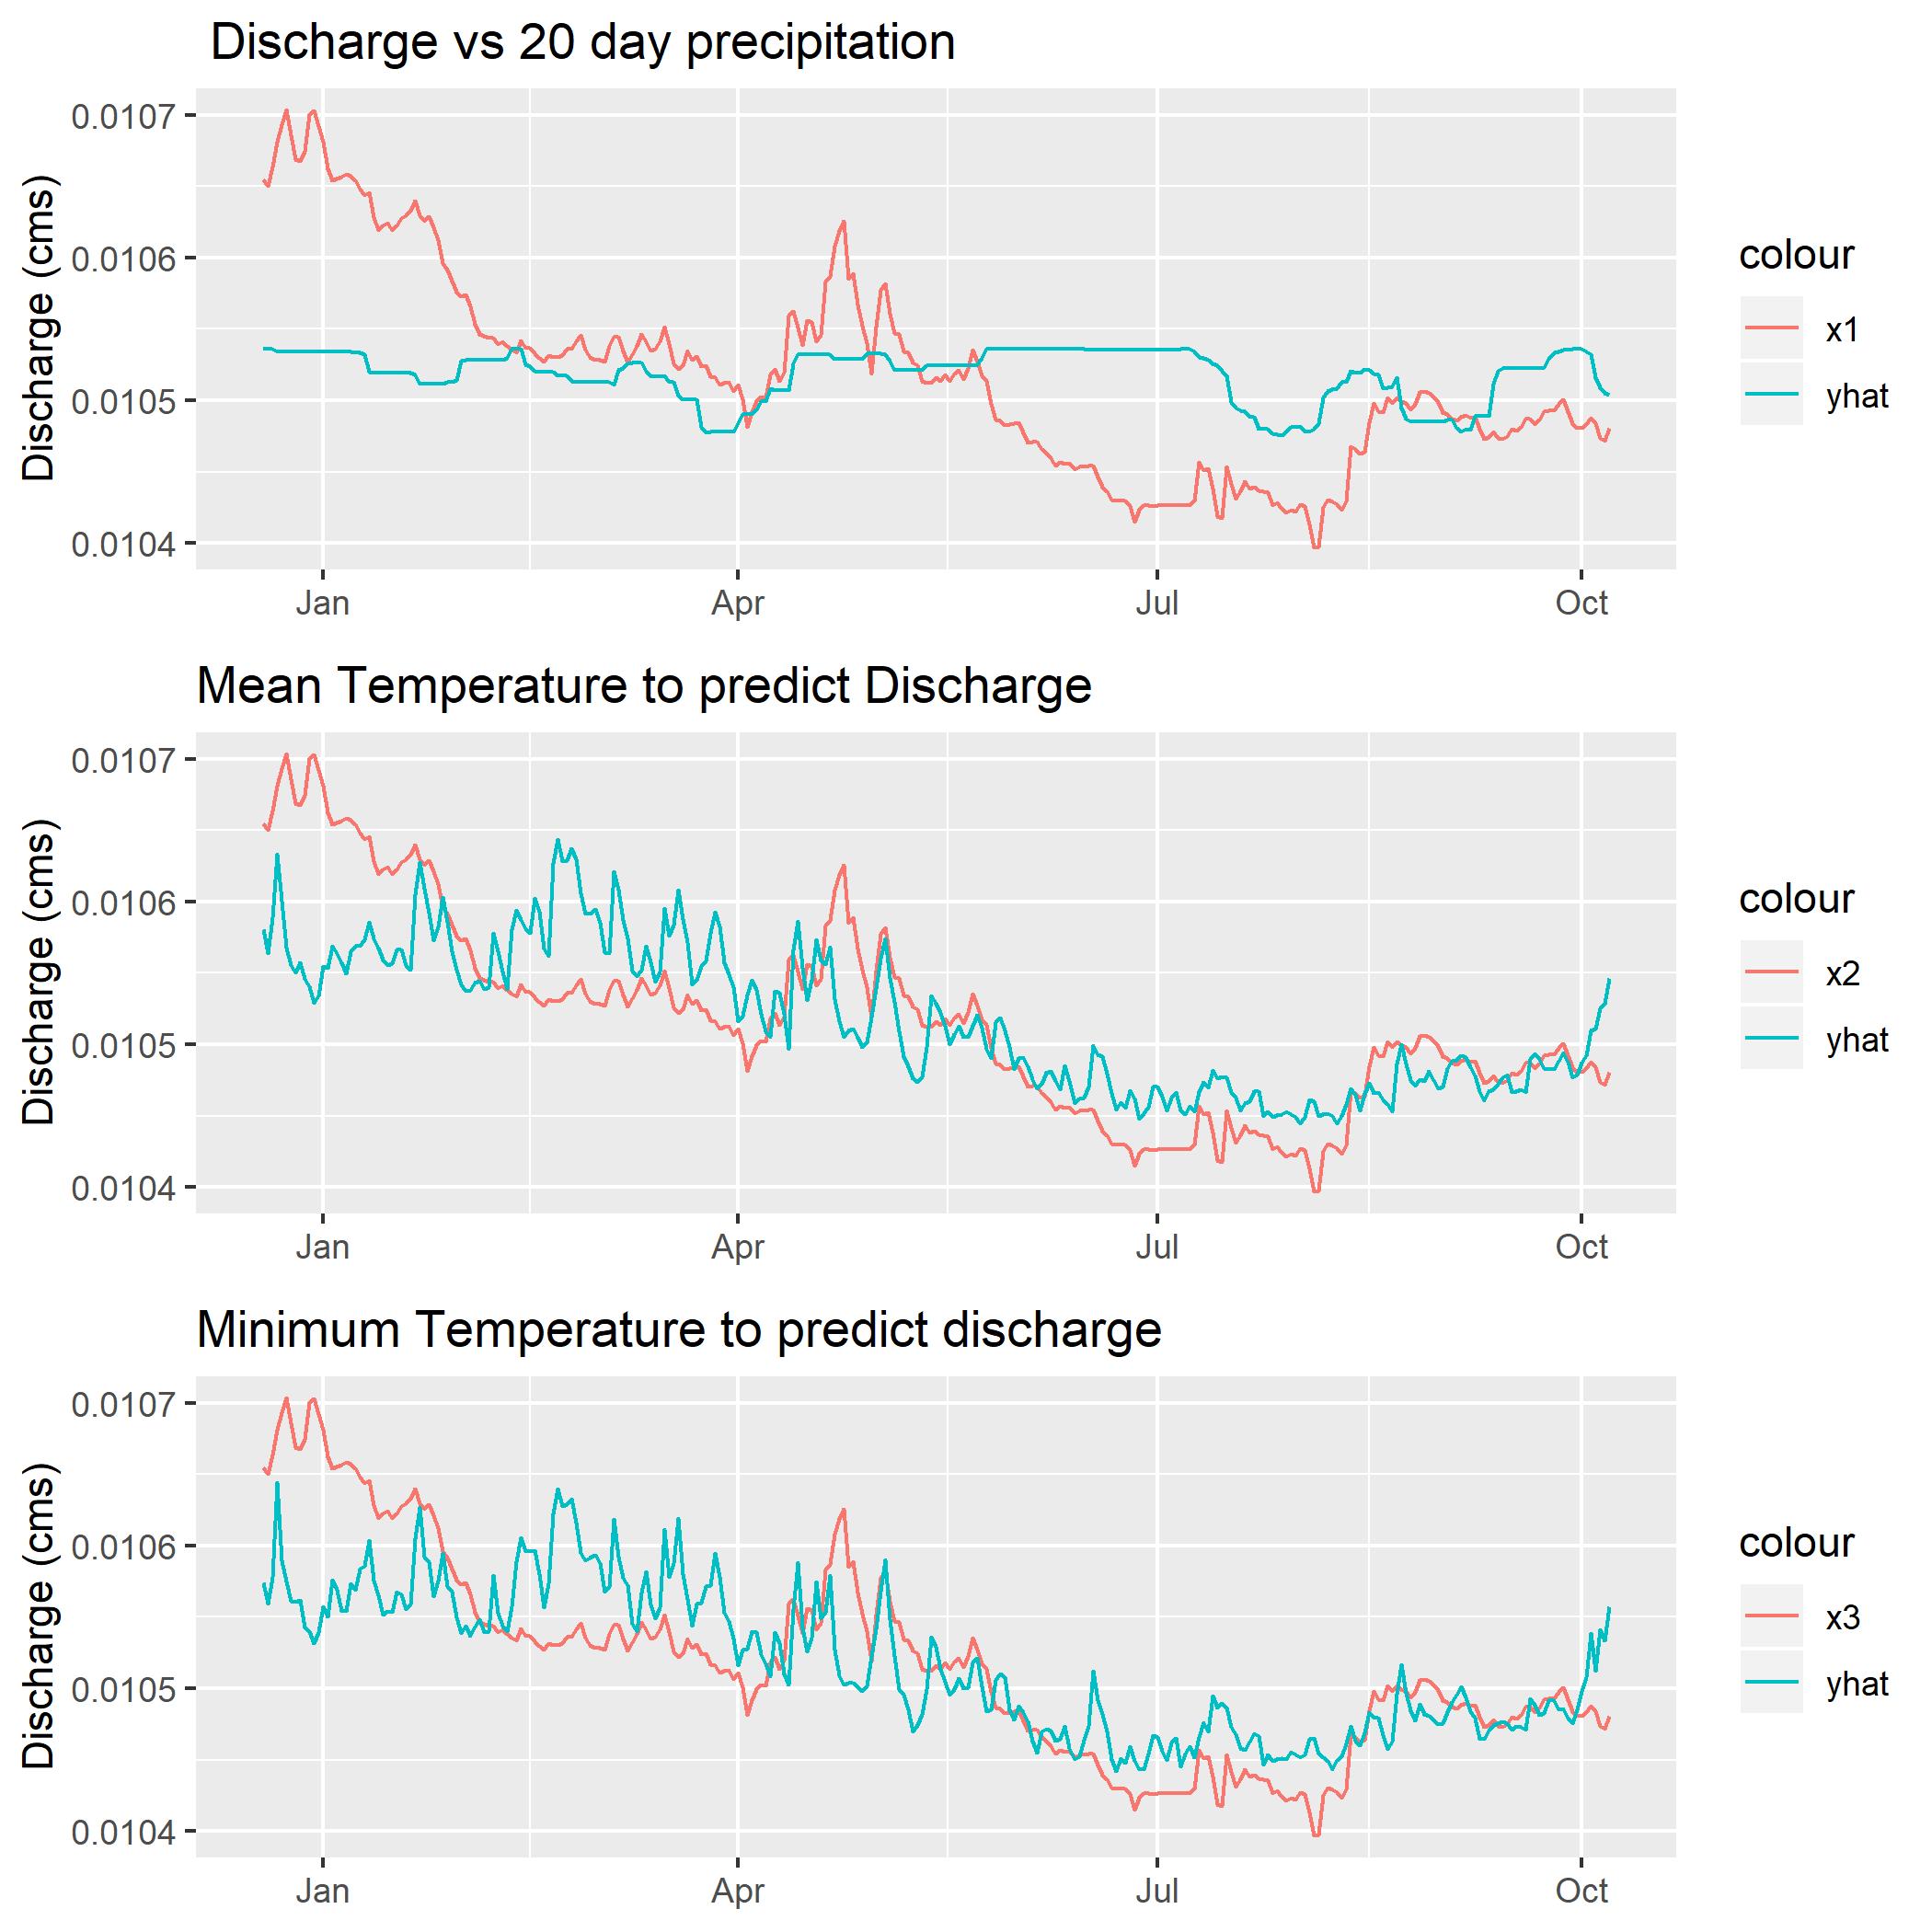 Discharge vs 20 day precipitation
Discharge (cms)
0.0107
0.0106
0.0105
0.0104
Jan Apr Jul Oct
colour
x1
yhat
Mean Temperature to predict Discharge
Discharge (cms)
0.0107
0.0106
0.0105
0.0104
Jan Apr Jul Oct
colour
x2
yhat
Minimum Temperature to predict discharge
Discharge (cms)
0.0107
0.0106
0.0105
0.0104
Jan Apr Jul Oct
colour
x3
yhat